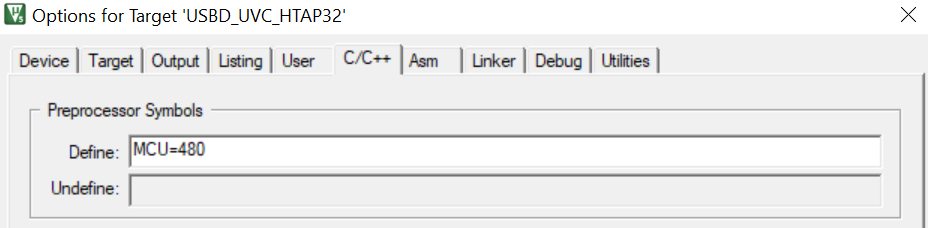 Options for Target 'USBD_UVC_HTAP32'
Device Target Output Listing User C/C++ Asm Linker Debug Utilities
Preprocessor Symbols
Define: MCU=480
Undefine: